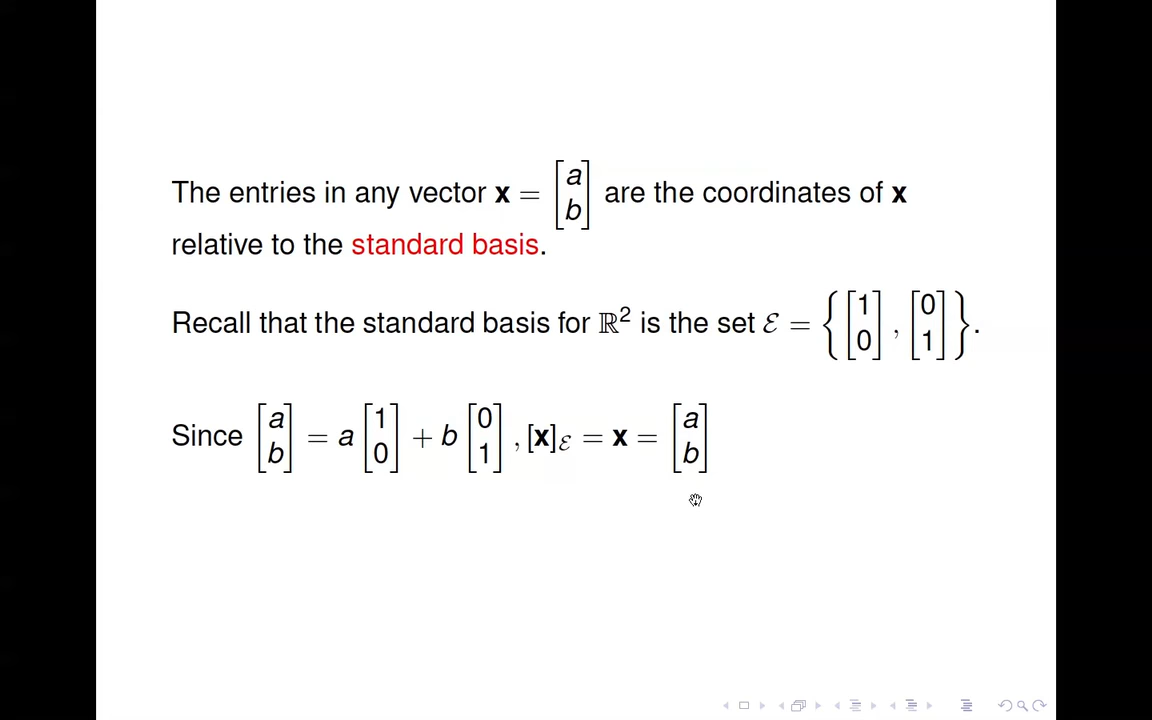 The entries in any vector x = [a b] are the coordinates of x
relative to the standard basis.
Recall that the standard basis for ℝ² is the set ℰ = {[1 0], [0 1]}.
Since [a b] = a [1 0] + b [0 1], [x]ℰ = x = [a b]